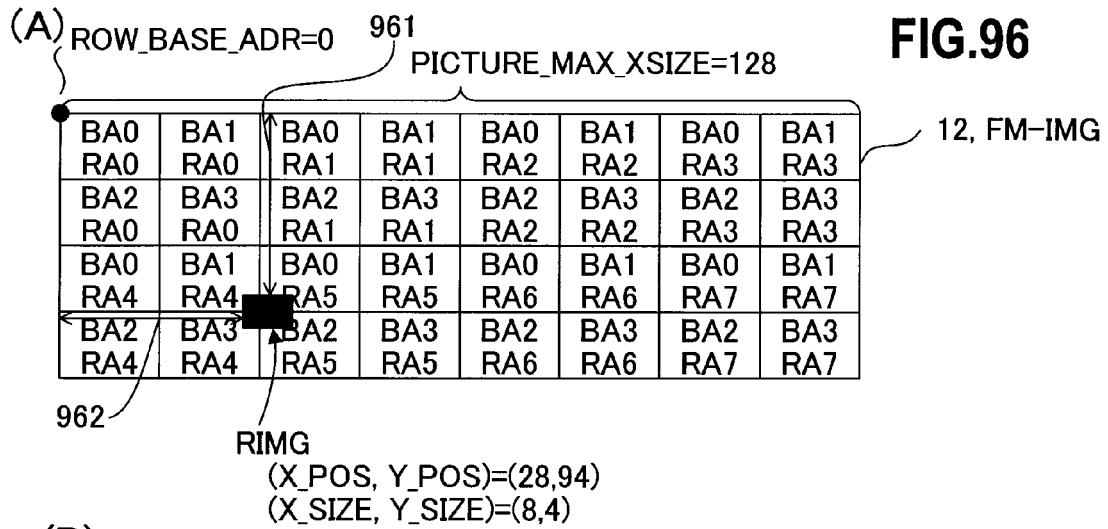 (A) ROW_BASE_ADR=0 961 FIG.96
PICTURE_MAX_XSIZE=128
BA0 BA1 BA0 BA1 BA0 BA1 BA0 BA1 12, FM-IMG
RA0 RA0 RA1 RA1 RA2 RA2 RA3 RA3
BA2 BA3 BA2 BA3 BA2 BA3 BA2 BA3
RA0 RA0 RA1 RA1 RA2 RA2 RA3 RA3
BA0 BA1 BA0 BA1 BA0 BA1 BA0 BA1
RA4 RA4 RA5 RA5 RA6 RA6 RA7 RA7
BA2 BA3 BA2 BA3 BA2 BA3 BA2 BA3
RA4 RA4 RA5 RA5 RA6 RA6 RA7 RA7
962
RIMG
(X_POS, Y_POS)=(28,94)
(X_SIZE, Y_SIZE)=(8,4)